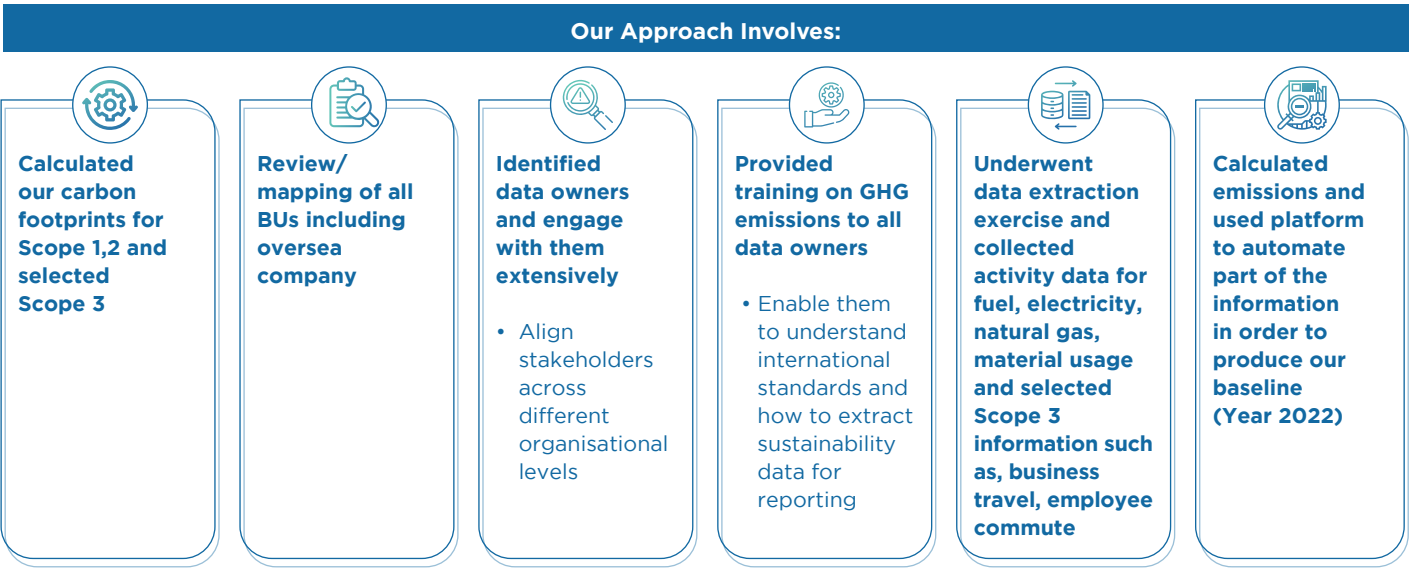 Our Approach Involves:
Calculated
our carbon
footprints for
Scope 1,2 and
selected
Scope 3
Review/
mapping of all
BUs including
oversea
company
Identified
data owners
and engage
with them
extensively
• Align
stakeholders
across
different
organisational
levels
Provided
training on GHG
emissions to all
data owners
• Enable them
to understand
international
standards and
how to extract
sustainability
data for
reporting
Underwent
data extraction
exercise and
collected
activity data for
fuel, electricity,
natural gas,
material usage
and selected
Scope 3
information such
as, business
travel, employee
commute
Calculated
emissions and
used platform
to automate
part of the
information
in order to
produce our
baseline
(Year 2022)